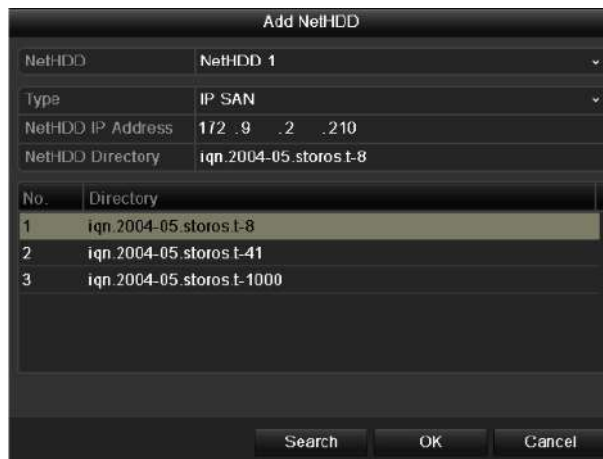 Add NetHDD
NetHDD NetHDD 1
Type IP SAN
NetHDD IP Address 172 .9 .2 .210
NetHDD Directory iqn.2004-05.storos.t-8
No. Directory
1 iqn.2004-05.storos.t-8
2 iqn.2004-05.storos.t-41
3 iqn.2004-05.storos.t-1000
Search OK Cancel